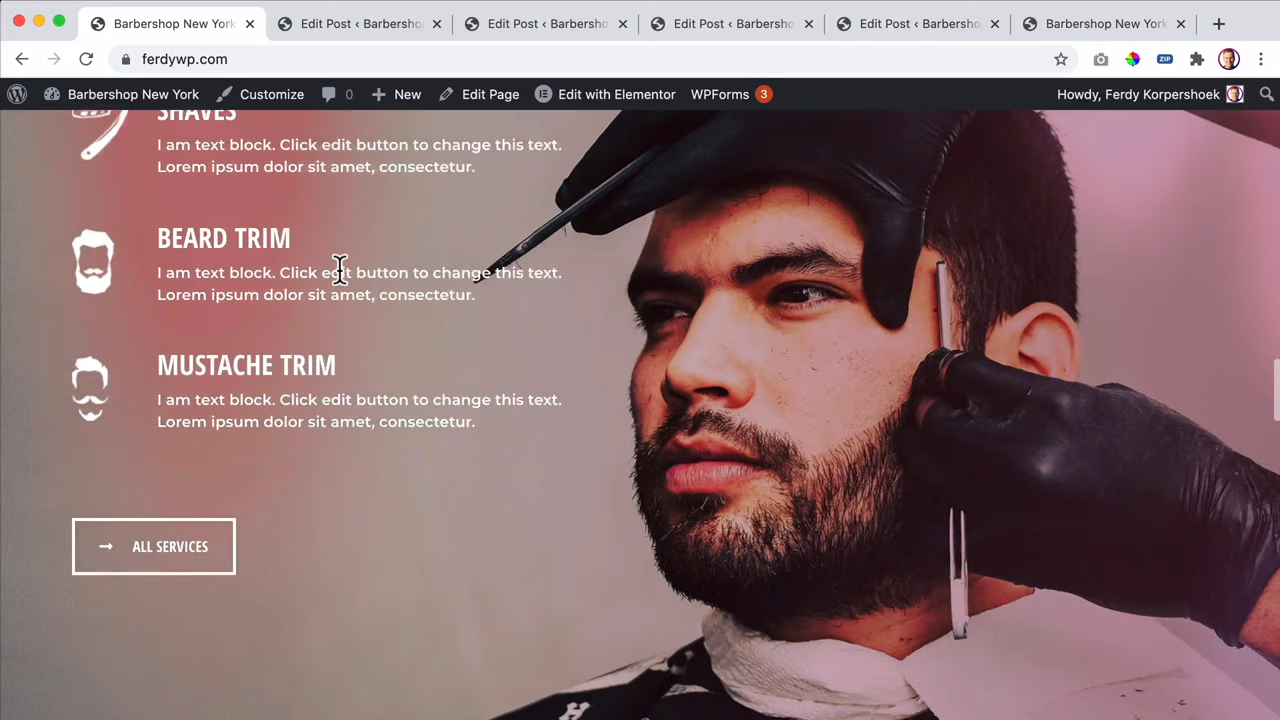 Barbershop New York
Edit Post ‹ Barbersho
Edit Post ‹ Barbersho
Edit Post ‹ Barbersho
Edit Post ‹ Barbersho
Barbershop New York
ferdywp.com
ZIP
Barbershop New York
Customize
0
New
Edit Page
Edit with Elementor
WPForms 3
Howdy, Ferdy Korpershoek
SHAVES
I am text block. Click edit button to change this text.
Lorem ipsum dolor sit amet, consectetur.
BEARD TRIM
I am text block. Click edit button to change this text.
Lorem ipsum dolor sit amet, consectetur.
MUSTACHE TRIM
I am text block. Click edit button to change this text.
Lorem ipsum dolor sit amet, consectetur.
→ ALL SERVICES